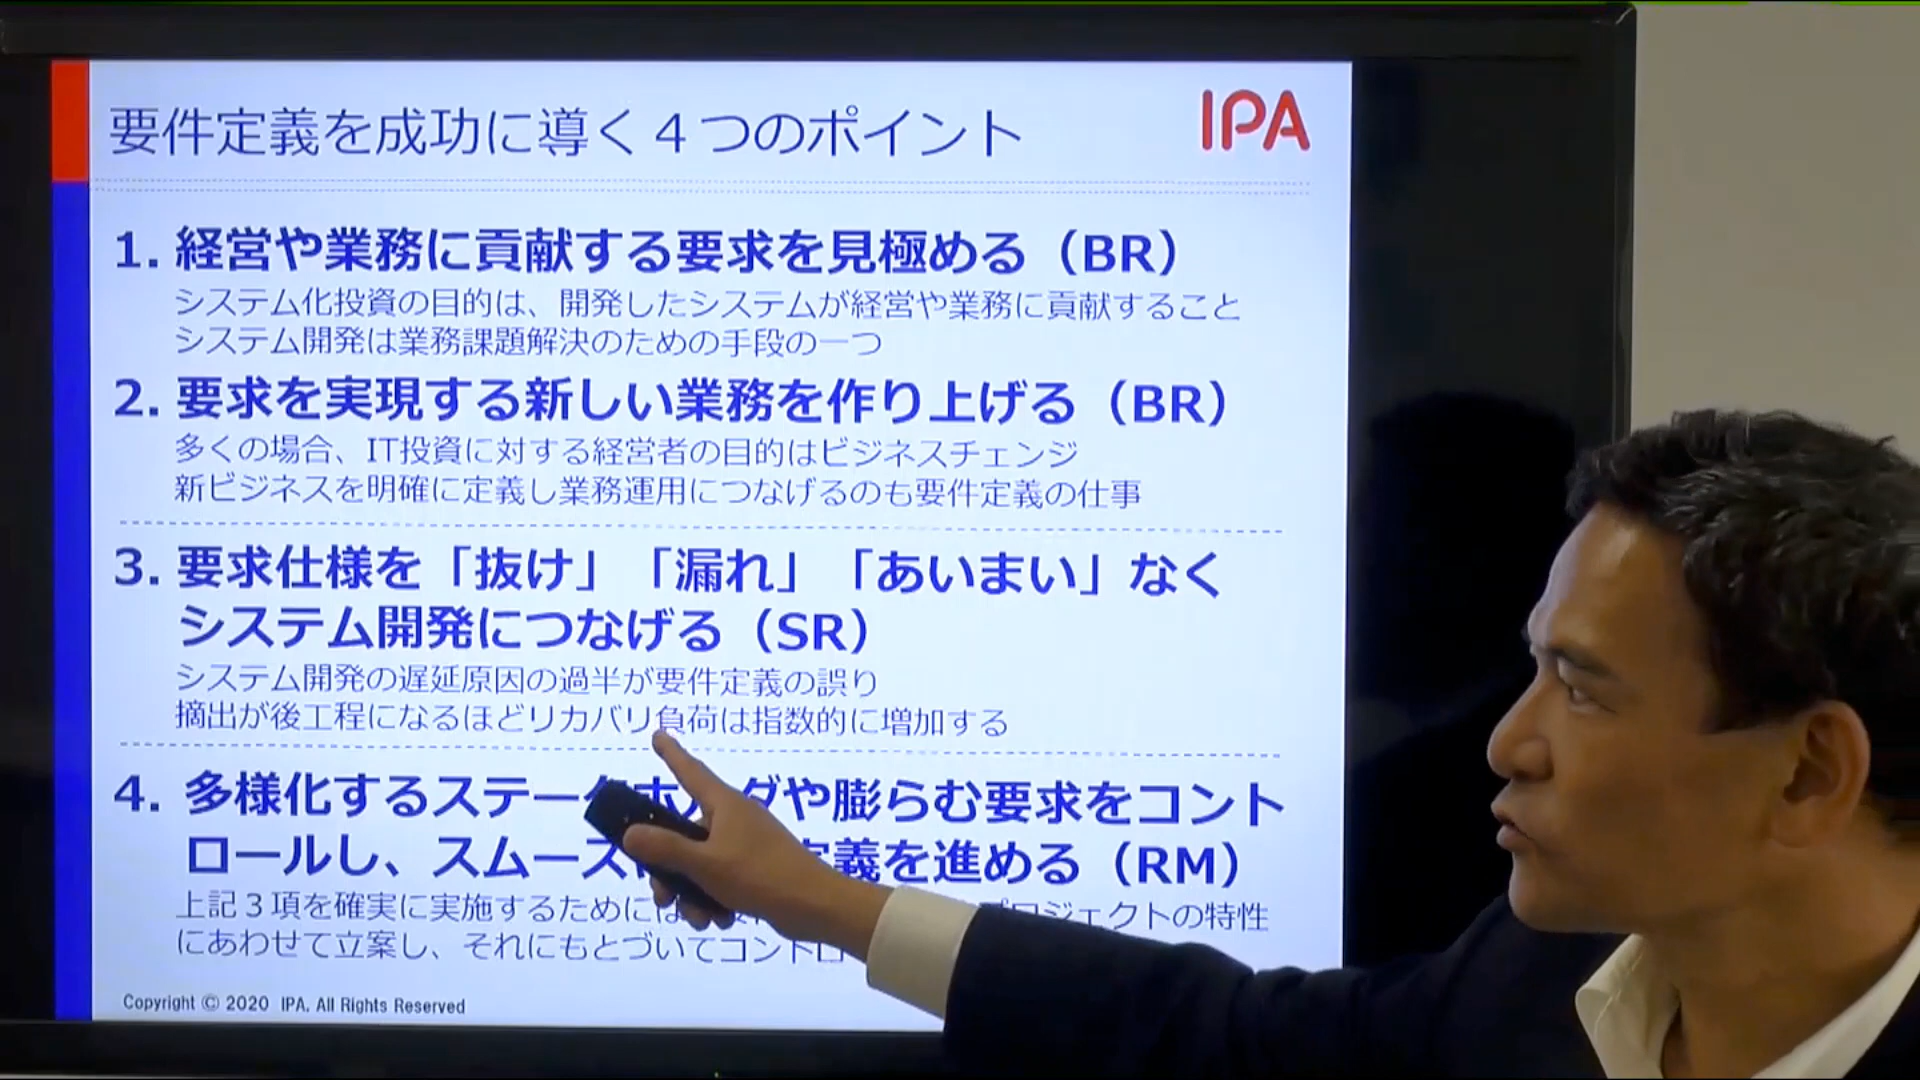 要件定義を成功に導く４つのポイント
IPA
1. 経営や業務に貢献する要求を見極める（BR）
システム化投資の目的は、開発したシステムが経営や業務に貢献すること
システム開発は業務課題解決のための手段の一つ
2. 要求を実現する新しい業務を作り上げる（BR）
多くの場合、IT投資に対する経営者の目的はビジネスチェンジ
新ビジネスを明確に定義し業務運用につなげるのも要件定義の仕事
3. 要求仕様を「抜け」「漏れ」「あいまい」なく
システム開発につなげる（SR）
システム開発の遅延原因の過半が要件定義の誤り
摘出が後工程になるほどリカバリ負荷は指数的に増加する
4. 多様化するステークホルダや膨らむ要求をコント
ロールし、スムーズに 定義を進める（RM）
上記３項を確実に実施するためには プロジェクトの特性
にあわせて立案し、それにもとづいてコントロ
Copyright © 2020 IPA. All Rights Reserved